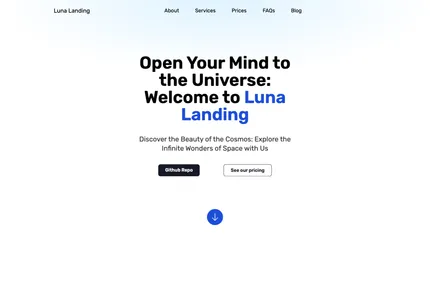 Luna Landing
About
Services
Prices
FAQs
Blog
Open Your Mind to
the Universe:
Welcome to Luna
Landing
Discover the Beauty of the Cosmos: Explore the
Infinite Wonders of Space with Us
Github Repo
See our pricing